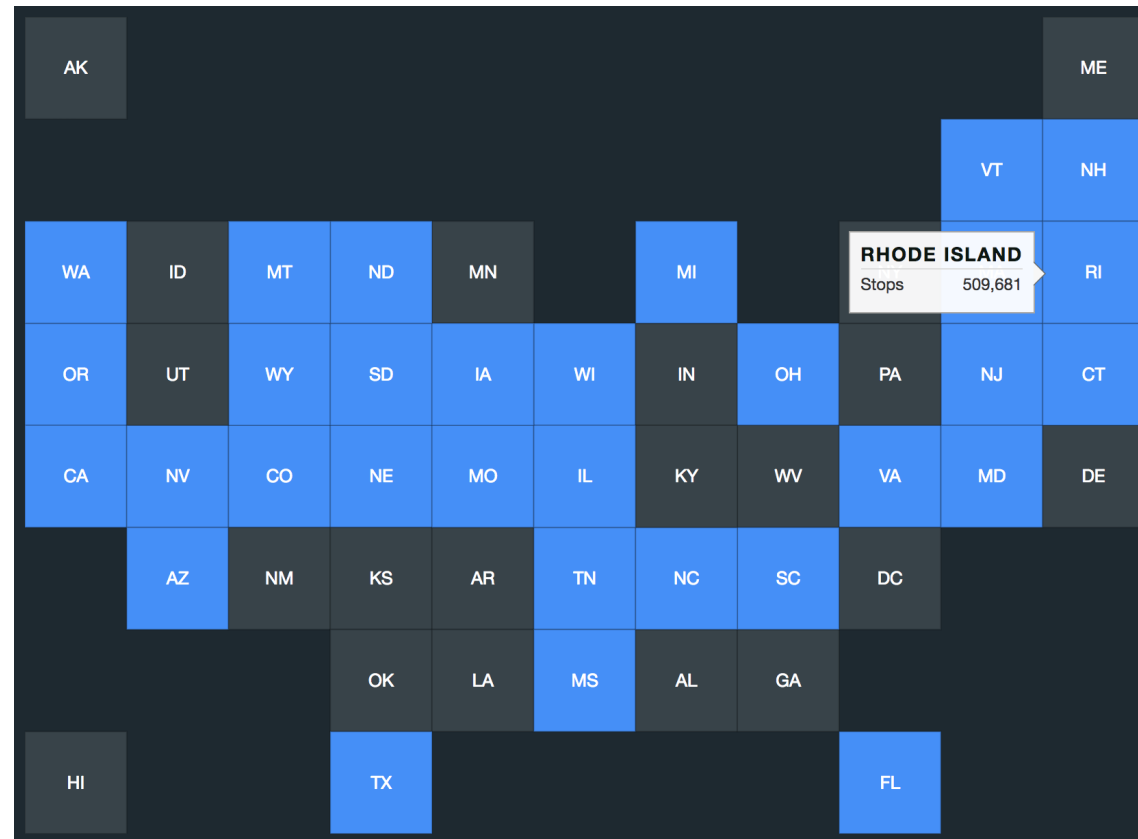 AK ME
VT NH
WA ID MT ND MN MI RI
RHODE ISLAND
Stops 509,681
OR UT WY SD IA WI IN OH PA NJ CT
CA NV CO NE MO IL KY WV VA MD DE
AZ NM KS AR TN NC SC DC
OK LA MS AL GA
HI TX FL